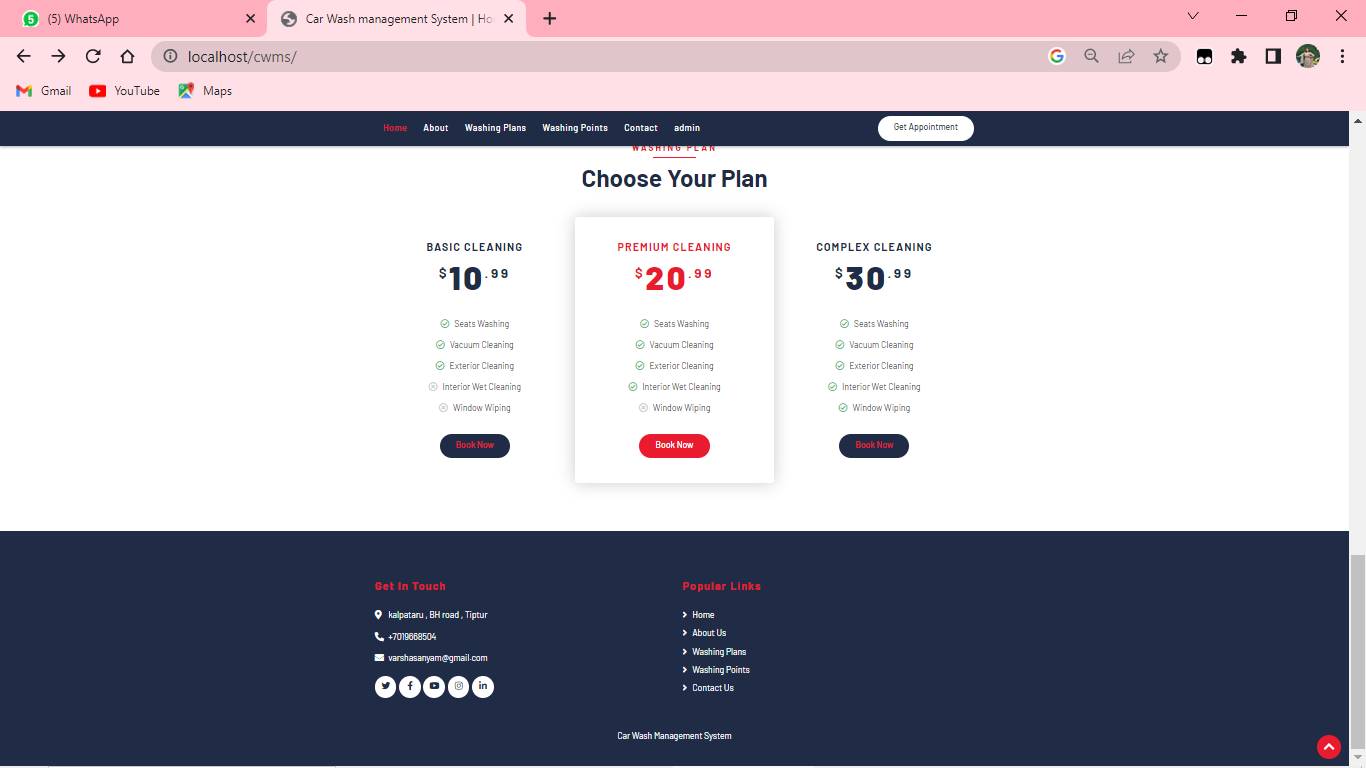 (5) WhatsApp
Car Wash management System | Ho
localhost/cwms/
Gmail YouTube Maps
Home About Washing Plans Washing Points Contact admin Get Appointment
WASHING PLAN
Choose Your Plan
BASIC CLEANING
$10.99
Seats Washing
Vacuum Cleaning
Exterior Cleaning
Interior Wet Cleaning
Window Wiping
Book Now
PREMIUM CLEANING
$20.99
Seats Washing
Vacuum Cleaning
Exterior Cleaning
Interior Wet Cleaning
Window Wiping
Book Now
COMPLEX CLEANING
$30.99
Seats Washing
Vacuum Cleaning
Exterior Cleaning
Interior Wet Cleaning
Window Wiping
Book Now
Get In Touch
kalpataru , BH road , Tiptur
+7019668504
varshasanyam@gmail.com
Popular Links
Home
About Us
Washing Plans
Washing Points
Contact Us
Car Wash Management System